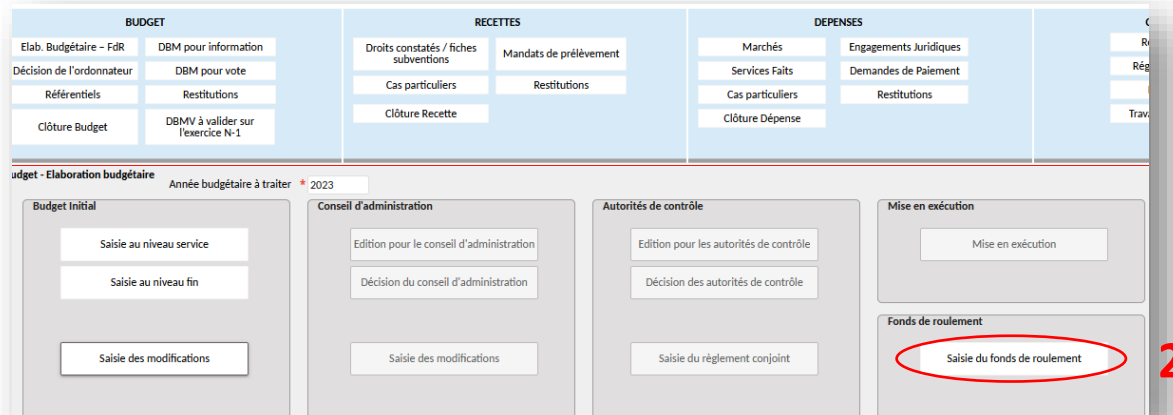 BUDGET
Elab. Budgétaire – FdR
DBM pour information
Décision de l'ordonnateur
DBM pour vote
Référentiels
Restitutions
Clôture Budget
DBMV à valider sur
l'exercice N-1
RECETTES
Droits constatés / fiches
subventions
Mandats de prélèvement
Cas particuliers
Restitutions
Clôture Recette
DEPENSES
Marchés
Engagements Juridiques
Services Faits
Demandes de Paiement
Cas particuliers
Restitutions
Clôture Dépense
udget - Elaboration budgétaire
Année budgétaire à traiter * 2023
Budget Initial
Saisie au niveau service
Saisie au niveau fin
Saisie des modifications
Conseil d'administration
Edition pour le conseil d'administration
Décision du conseil d'administration
Saisie des modifications
Autorités de contrôle
Edition pour les autorités de contrôle
Décision des autorités de contrôle
Saisie du règlement conjoint
Mise en exécution
Mise en exécution
Fonds de roulement
Saisie du fonds de roulement
2